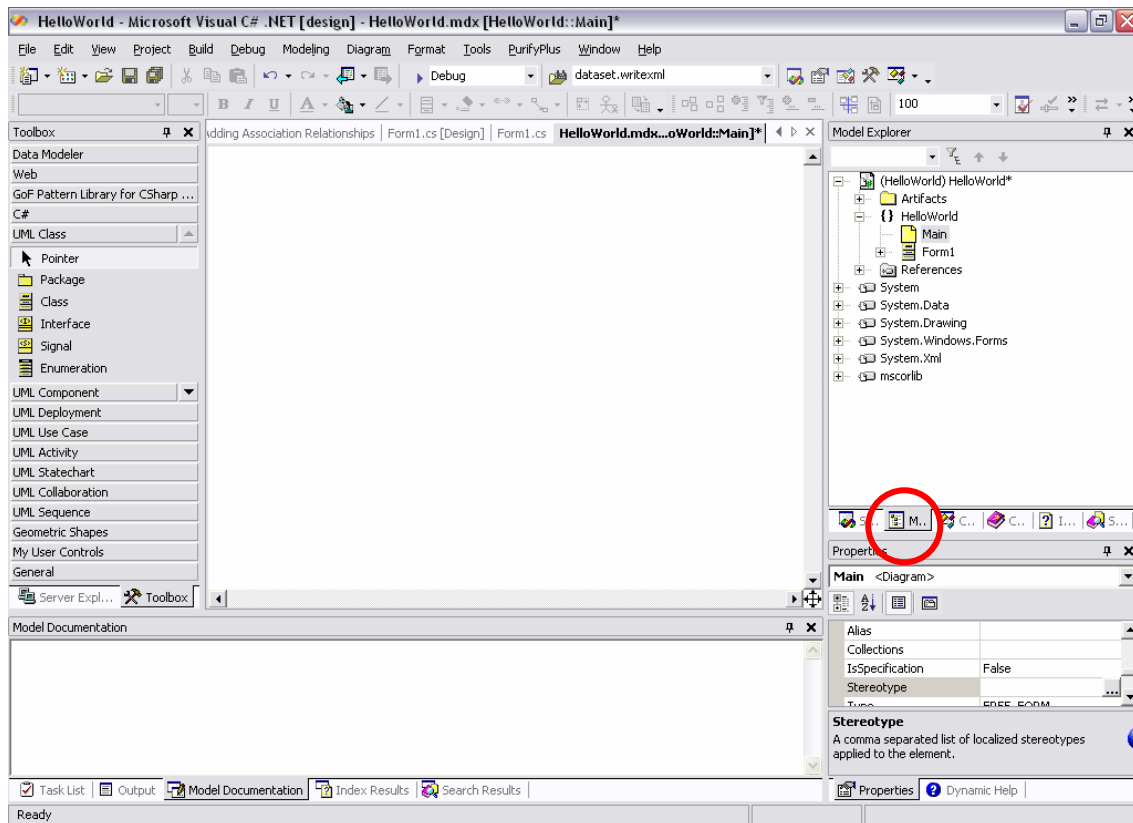 HelloWorld - Microsoft Visual C# .NET [design] - HelloWorld.mdx [HelloWorld::Main]*
File Edit View Project Build Debug Modeling Diagram Format Tools PurifyPlus Window Help
Debug dataset.writexml
B I U A 100
Toolbox
Data Modeler
Web
GoF Pattern Library for CSharp ...
C#
UML Class
Pointer
Package
Class
Interface
Signal
Enumeration
UML Component
UML Deployment
UML Use Case
UML Activity
UML Statechart
UML Collaboration
UML Sequence
Geometric Shapes
My User Controls
General
Server Expl... Toolbox
dding Association Relationships Form1.cs [Design] Form1.cs HelloWorld.mdx...oWorld::Main]*
Model Explorer
(HelloWorld) HelloWorld*
Artifacts
{} HelloWorld
Main
Form1
References
System
System.Data
System.Drawing
System.Windows.Forms
System.Xml
mscorlib
S... M.. C.. C.. I... S...
Properties
Main <Diagram>
Alias
Collections
IsSpecification False
Stereotype ...
Type FREE_FORM
Stereotype
A comma separated list of localized stereotypes
applied to the element.
Properties Dynamic Help
Model Documentation
Task List Output Model Documentation Index Results Search Results
Ready